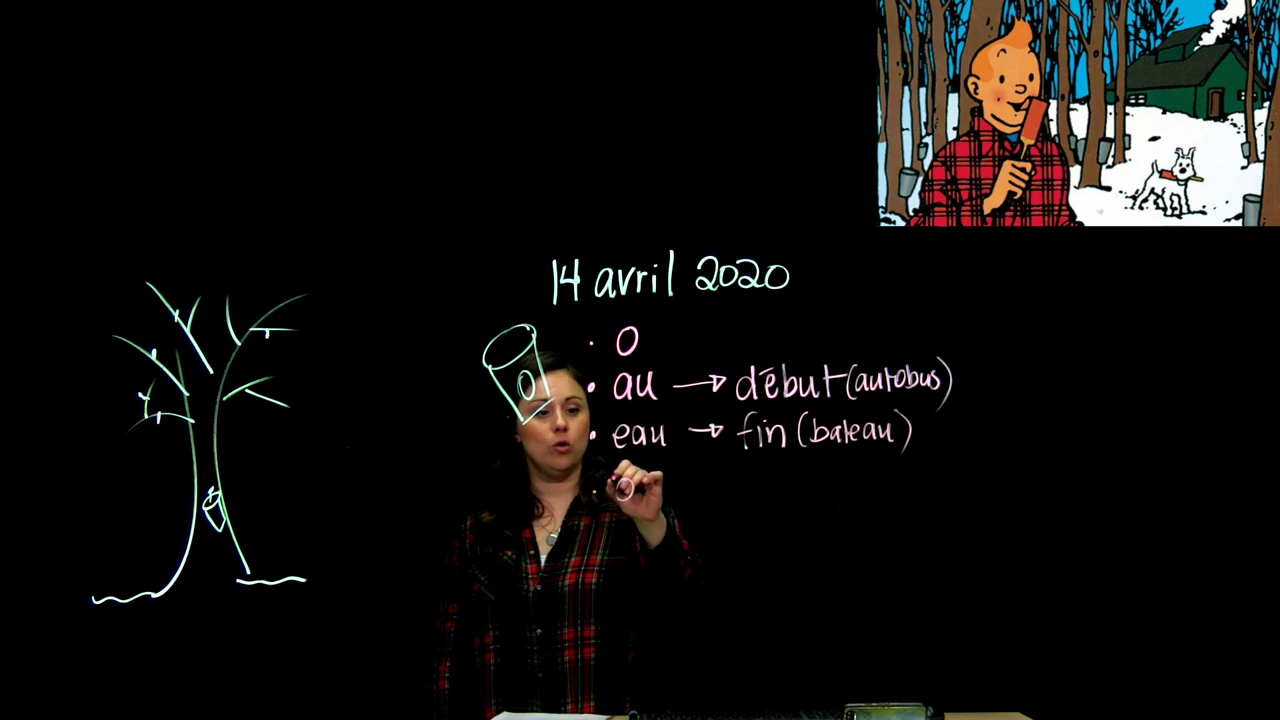 14 avril 2020
• o
• au → début (autobus)
• eau → fin (bateau)
• o
o